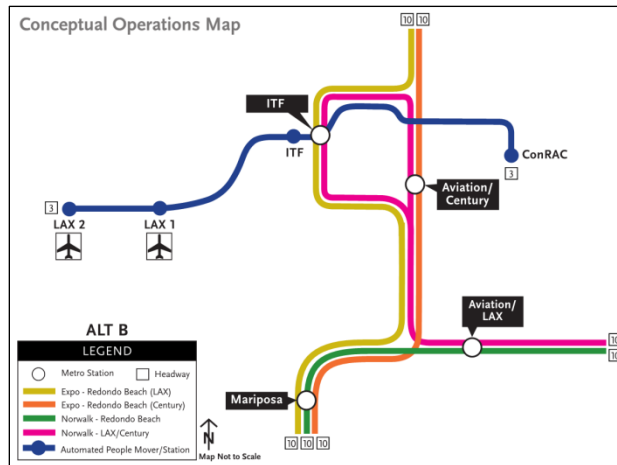 Conceptual Operations Map
10 10
ITF
ITF
ConRAC
3
Aviation/
Century
3
LAX 2
LAX 1
Aviation/
LAX
10
10
ALT B
LEGEND
Metro Station
Headway
Expo - Redondo Beach (LAX)
Expo - Redondo Beach (Century)
Norwalk - Redondo Beach
Norwalk - LAX/Century
Automated People Mover/Station
N
Map Not to Scale
Mariposa
10 10 10